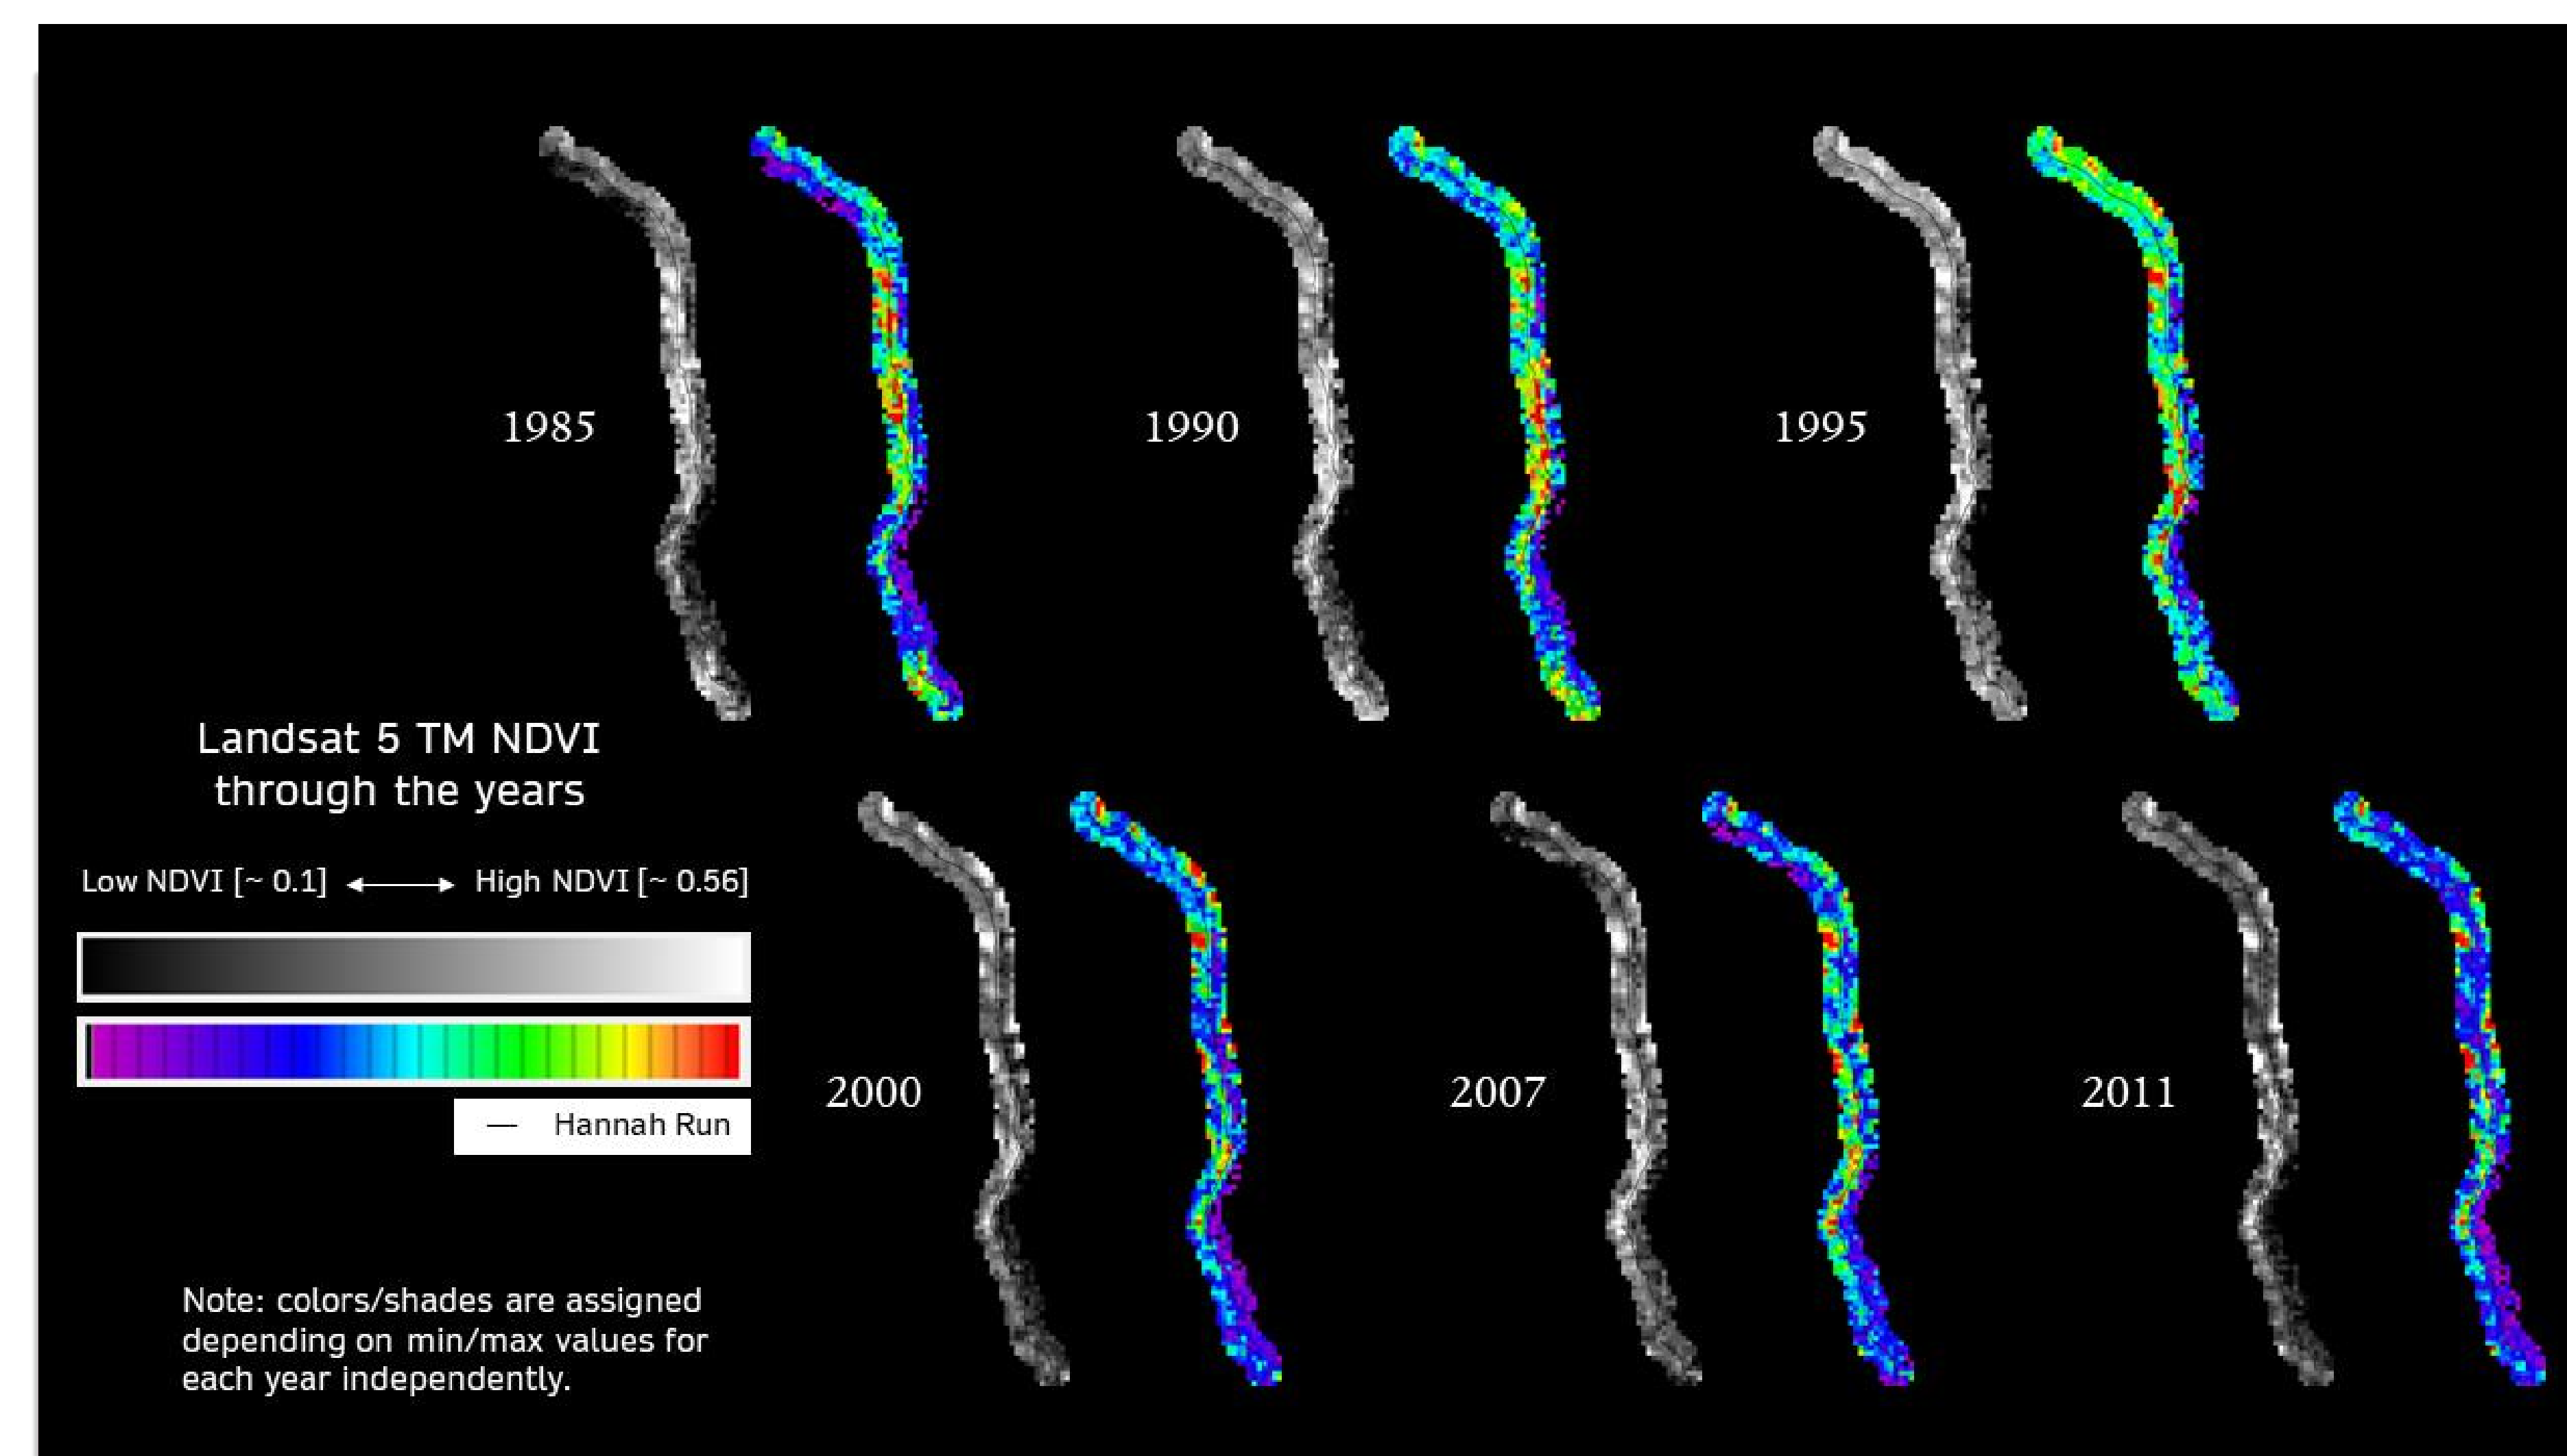 1985
1990
1995
Landsat 5 TM NDVI
through the years
Low NDVI [~ 0.1]
High NDVI [~ 0.56]
Hannah Run
2000
2007
2011
Note: colors/shades are assigned
depending on min/max values for
each year independently.